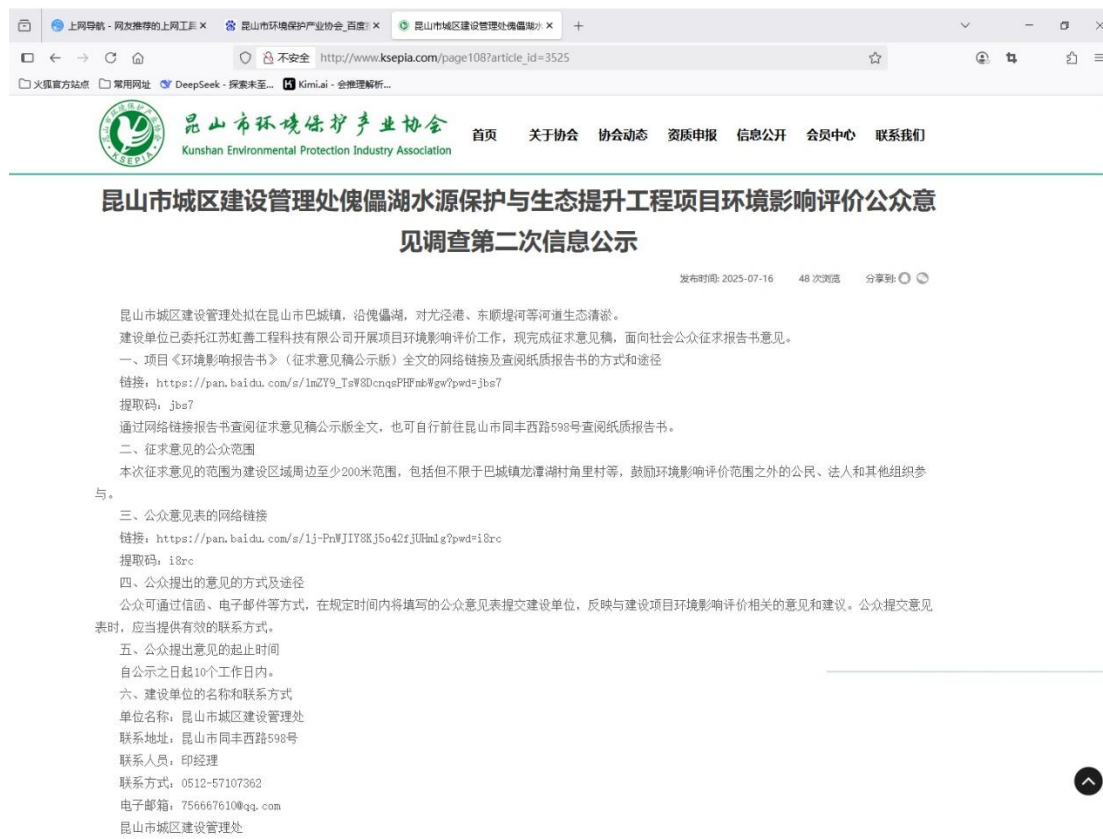 上网导航 - 网友推荐的上网工具
昆山市环境保护产业协会_百度
昆山市城区建设管理处傀儡湖水
不安全 http://www.ksepia.com/page108?article_id=3525
火狐官方站点 常用网址 DeepSeek - 探索未至... Kimi.ai - 会推理解析...
昆山市环境保护产业协会
KSEPIA
昆山市环境保护产业协会
Kunshan Environmental Protection Industry Association
首页 关于协会 协会动态 资质申报 信息公开 会员中心 联系我们
昆山市城区建设管理处傀儡湖水源保护与生态提升工程项目环境影响评价公众意
见调查第二次信息公示
发布时间: 2025-07-16 48 次浏览 分享到:
昆山市城区建设管理处拟在昆山市巴城镇，沿傀儡湖，对尤泾港、东顺堤河等河道生态清淤。
建设单位已委托江苏虹善工程科技有限公司开展项目环境影响评价工作，现完成征求意见稿，面向社会公众征求报告书意见。
一、项目《环境影响报告书》（征求意见稿公示版）全文的网络链接及查阅纸质报告书的方式和途径
链接：https://pan.baidu.com/s/1mZY9_TsW8DcnqsPHFmbWgw?pwd=jbs7
提取码：jbs7
通过网络链接报告书查阅征求意见稿公示版全文，也可自行前往昆山市同丰西路598号查阅纸质报告书。
二、征求意见的公众范围
本次征求意见的范围为建设区域周边至少200米范围，包括但不限于巴城镇龙潭湖村角里村等，鼓励环境影响评价范围之外的公民、法人和其他组织参
与。
三、公众意见表的网络链接
链接：https://pan.baidu.com/s/1j-PnWJIY8Kj5o42fjUHmlg?pwd=i8rc
提取码：i8rc
四、公众提出的意见的方式及途径
公众可通过信函、电子邮件等方式，在规定时间内将填写的公众意见表提交建设单位，反映与建设项目环境影响评价相关的意见和建议。公众提交意见
表时，应当提供有效的联系方式。
五、公众提出意见的起止时间
自公示之日起10个工作日内。
六、建设单位的名称和联系方式
单位名称：昆山市城区建设管理处
联系地址：昆山市同丰西路598号
联系人员：印经理
联系方式：0512-57107362
电子邮箱：756667610@qq.com
昆山市城区建设管理处